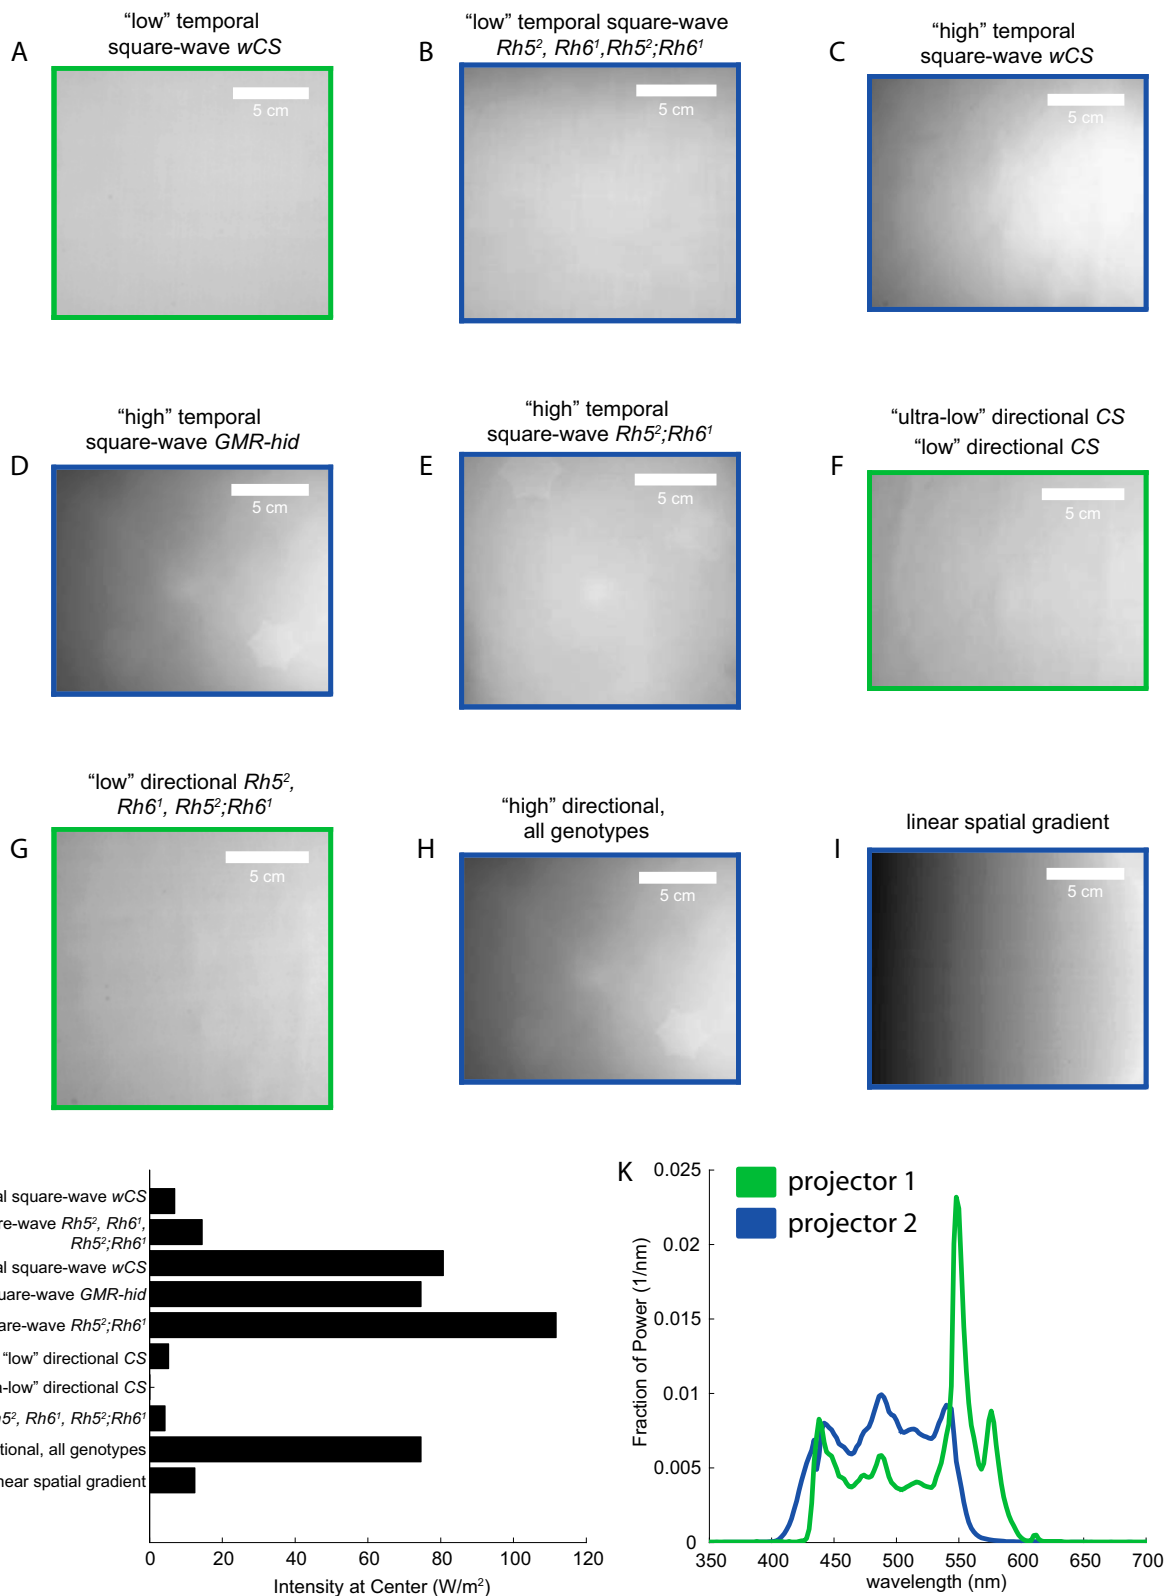 "low" temporal
square-wave wCS
A
5 cm
"low" temporal square-wave
Rh5², Rh6¹,Rh5²;Rh6¹
B
5 cm
"high" temporal
square-wave wCS
C
5 cm
"high" temporal
square-wave GMR-hid
D
5 cm
"high" temporal
square-wave Rh5²;Rh6¹
E
5 cm
"ultra-low" directional CS
"low" directional CS
F
5 cm
"low" directional Rh5²,
Rh6¹, Rh5²;Rh6¹
G
5 cm
"high" directional,
all genotypes
H
5 cm
linear spatial gradient
I
5 cm
al square-wave wCS
re-wave Rh5², Rh6¹,
Rh5²;Rh6¹
al square-wave wCS
uare-wave GMR-hid
are-wave Rh5²;Rh6¹
"low" directional CS
a-low" directional CS
h5², Rh6¹, Rh5²;Rh6¹
tional, all genotypes
near spatial gradient
0 20 40 60 80 100 120
Intensity at Center (W/m²)
K
projector 1
projector 2
0.025
0.02
0.015
0.01
0.005
0
Fraction of Power (1/nm)
350 400 450 500 550 600 650 700
wavelength (nm)